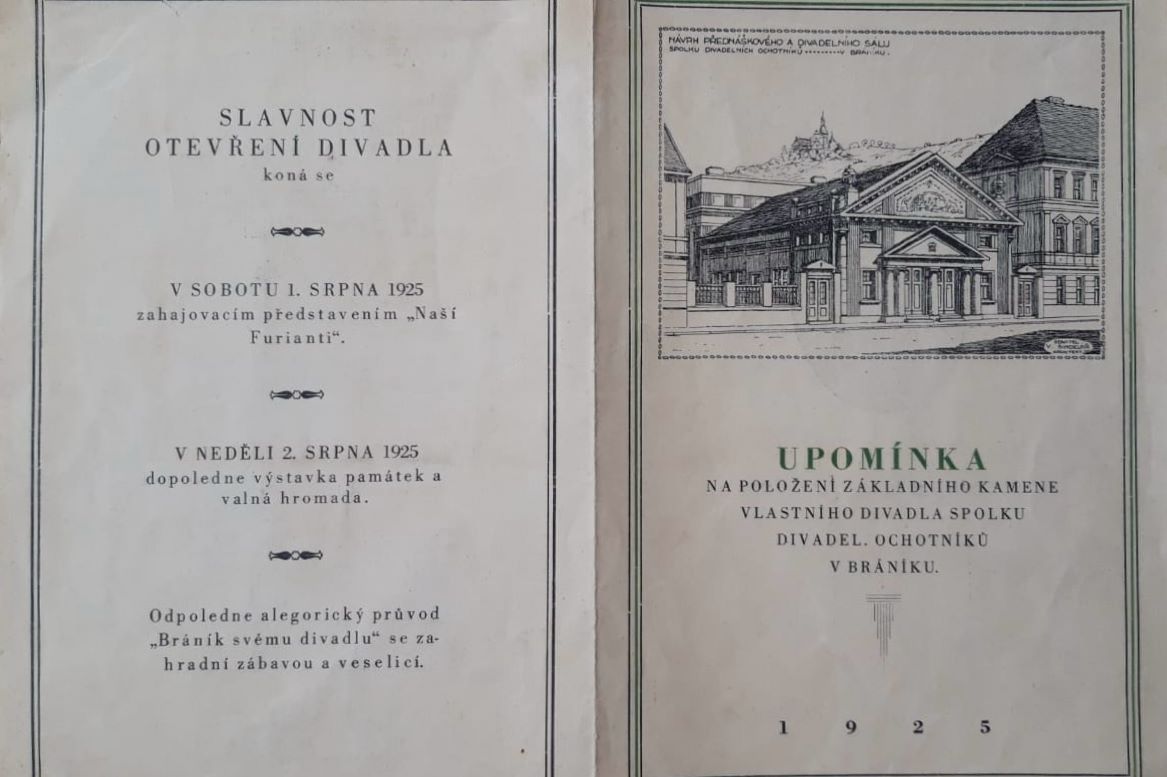 SLAVNOST
OTEVŘENÍ DIVADLA
koná se
V SOBOTU 1. SRPNA 1925
zahajovacím představením „Naší
Furianti“.
V NEDĚLI 2. SRPNA 1925
dopoledne výstavka památek a
valná hromada.
Odpoledne alegorický průvod
„Bráník svému divadlu“ se za-
hradní zábavou a veselicí.
NÁVRH PŘEDNÁŠKOVÉHO A DIVADELNÍHO SÁLU
SPOLKU DIVADELNÍCH OCHOTNÍKŮ V BRÁNÍKU.
UPOMÍNKA
NA POLOŽENÍ ZÁKLADNÍHO KAMENE
VLASTNÍHO DIVADLA SPOLKU
DIVADEL. OCHOTNÍKŮ
V BRÁNÍKU.
1 9 2 5